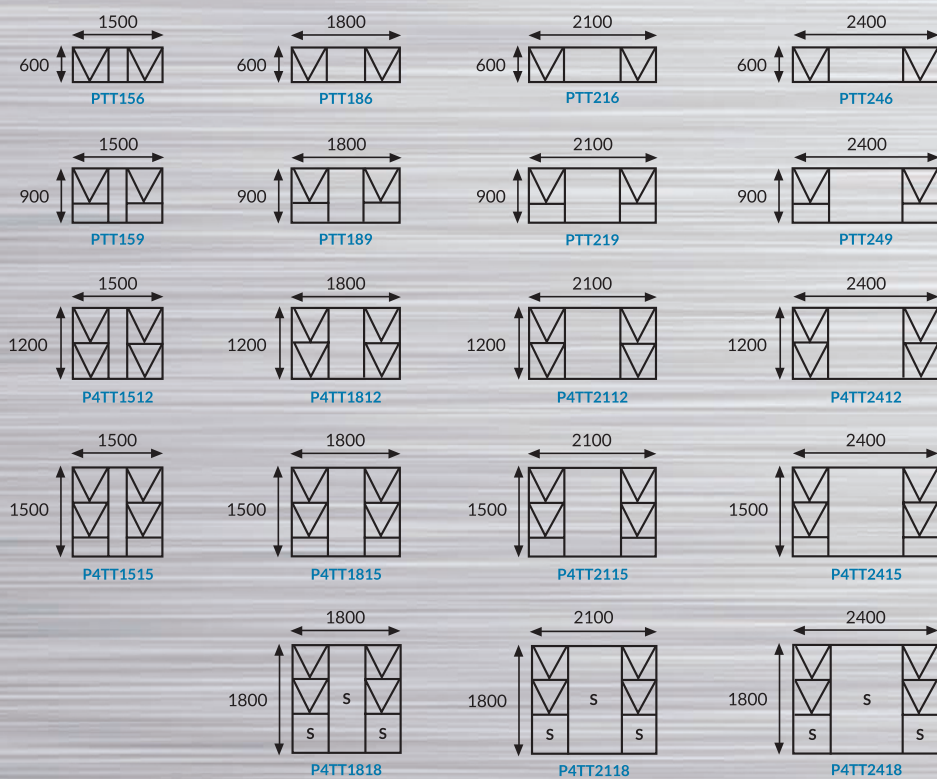 1500 1800 2100 2400
600 600 600 600
PTT156 PTT186 PTT216 PTT246
1500 1800 2100 2400
900 900 900 900
PTT159 PTT189 PTT219 PTT249
1500 1800 2100 2400
1200 1200 1200 1200
P4TT1512 P4TT1812 P4TT2112 P4TT2412
1500 1800 2100 2400
1500 1500 1500 1500
P4TT1515 P4TT1815 P4TT2115 P4TT2415
1800 2100 2400
1800 S 1800 S 1800 S
S S S S S S
P4TT1818 P4TT2118 P4TT2418